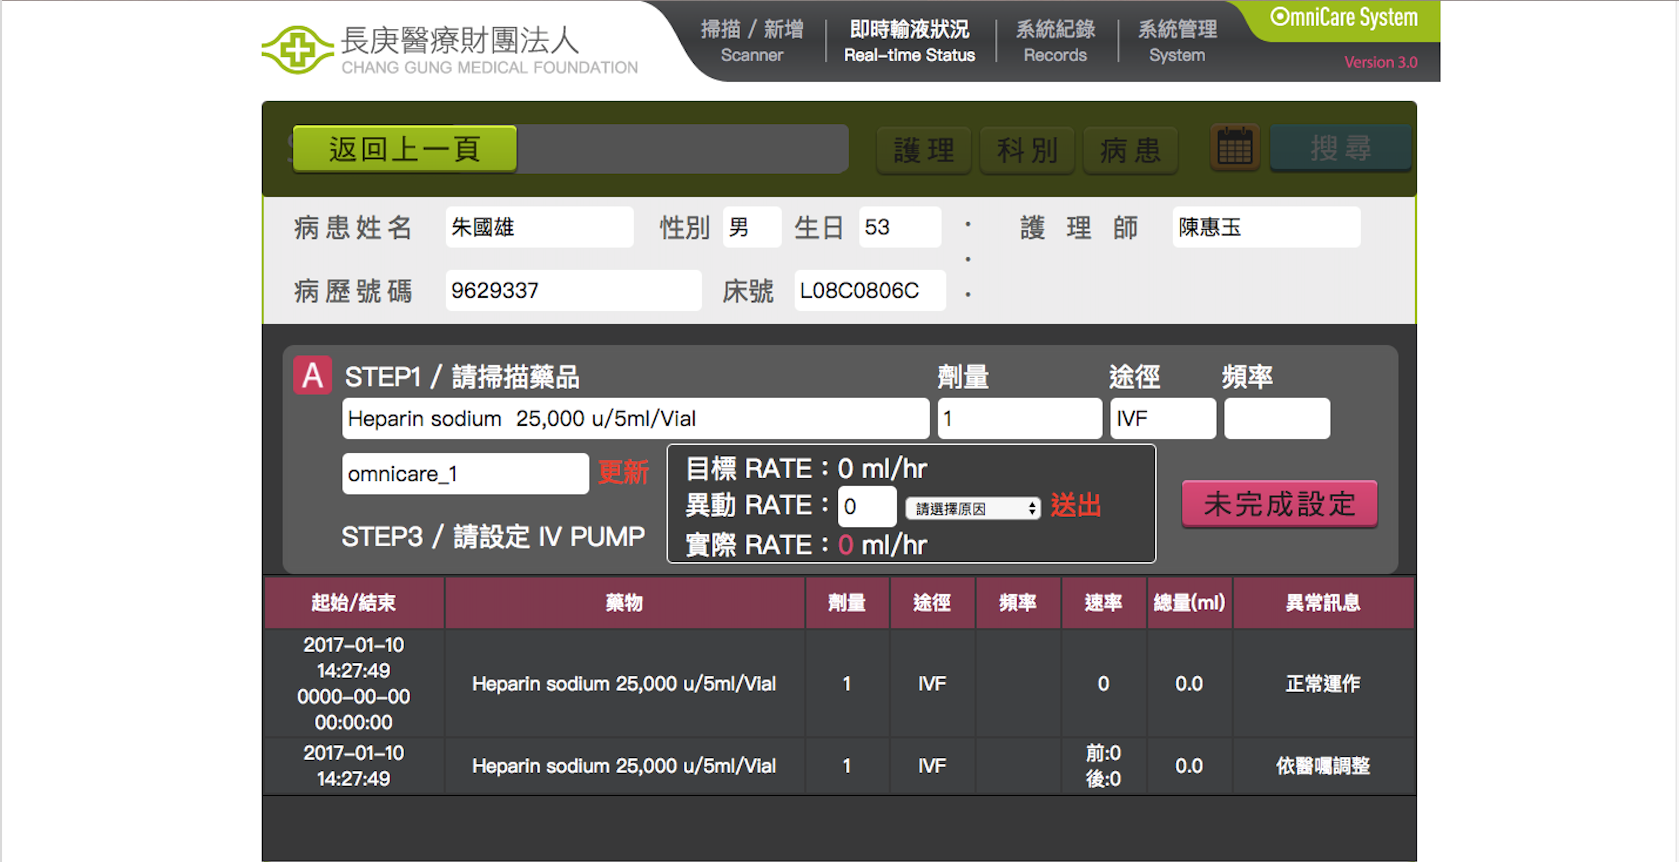 長庚醫療財團法人
CHANG GUNG MEDICAL FOUNDATION
掃描 / 新增
Scanner
即時輸液狀況
Real-time Status
系統紀錄
Records
系統管理
System
OmniCare System
Version 3.0
返回上一頁
護理
科別
病患
搜尋
病患姓名 朱國雄 性別 男 生日 53 護理師 陳惠玉
病歷號碼 9629337 床號 L08C0806C
A STEP1 / 請掃描藥品 劑量 途徑 頻率
Heparin sodium 25,000 u/5ml/Vial 1 IVF
omnicare_1 更新
目標 RATE：0 ml/hr
異動 RATE：0 請選擇原因 送出
實際 RATE：0 ml/hr
未完成設定
STEP3 / 請設定 IV PUMP
起始/結束 藥物 劑量 途徑 頻率 速率 總量(ml) 異常訊息
2017-01-10
14:27:49
0000-00-00
00:00:00
Heparin sodium 25,000 u/5ml/Vial 1 IVF 0 0.0 正常運作
2017-01-10
14:27:49
Heparin sodium 25,000 u/5ml/Vial 1 IVF
前:0
後:0
0.0 依醫囑調整